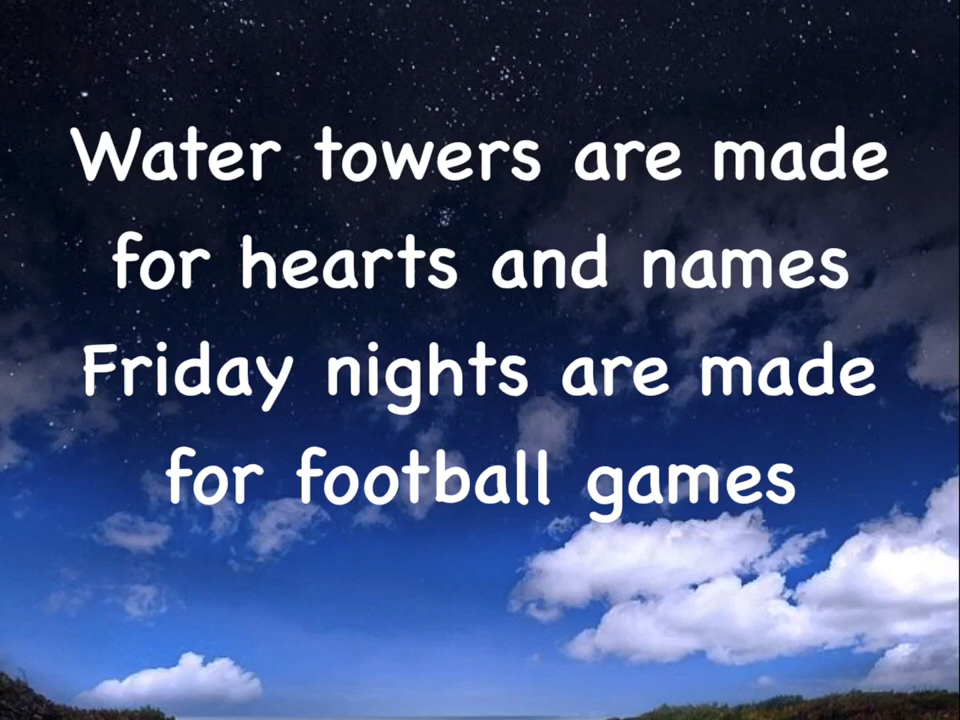 Water towers are made
for hearts and names
Friday nights are made
for football games